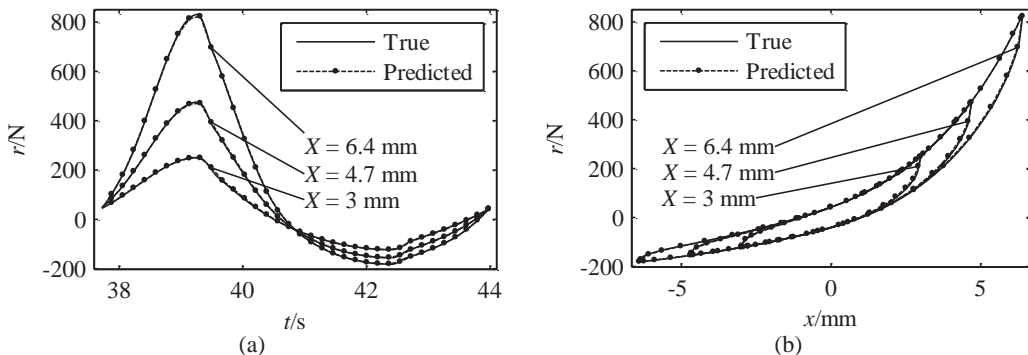 800
600
400
200
0
-200
r/N
True
Predicted
X = 6.4 mm
X = 4.7 mm
X = 3 mm
38
40
42
44
t/s
(a)
800
600
400
200
0
-200
r/N
True
Predicted
X = 6.4 mm
X = 4.7 mm
X = 3 mm
-5
0
5
x/mm
(b)